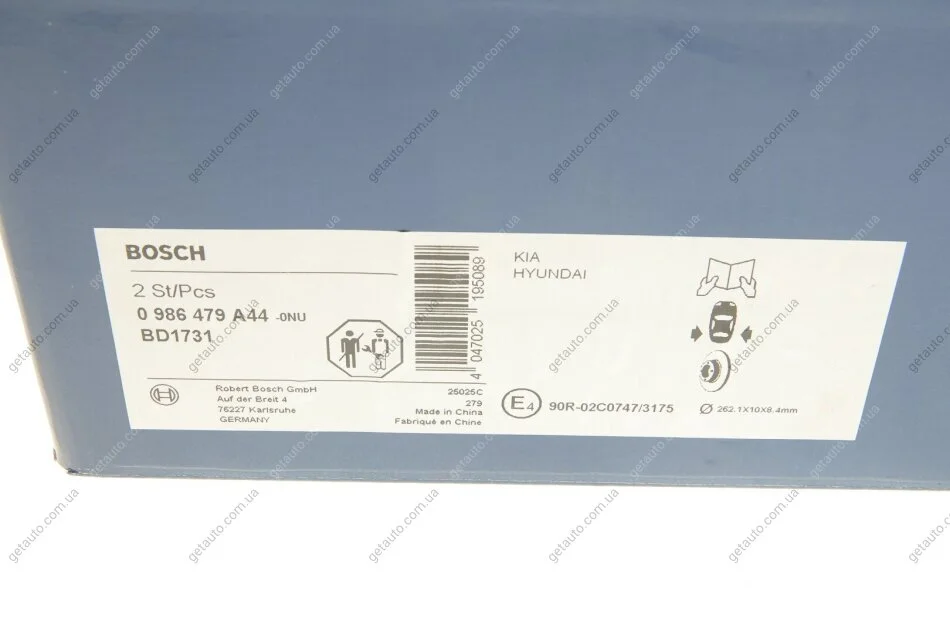 BOSCH
2 St/Pcs
0 986 479 A44 -0NU
BD1731
Robert Bosch GmbH
Auf der Breit 4
76227 Karlsruhe
GERMANY
25025C
279
Made in China
Fabriqué en Chine
4 047025 195089
KIA
HYUNDAI
E4 90R-02C0747/3175
Ø 262.1X10X8.4mm
getauto.com.ua